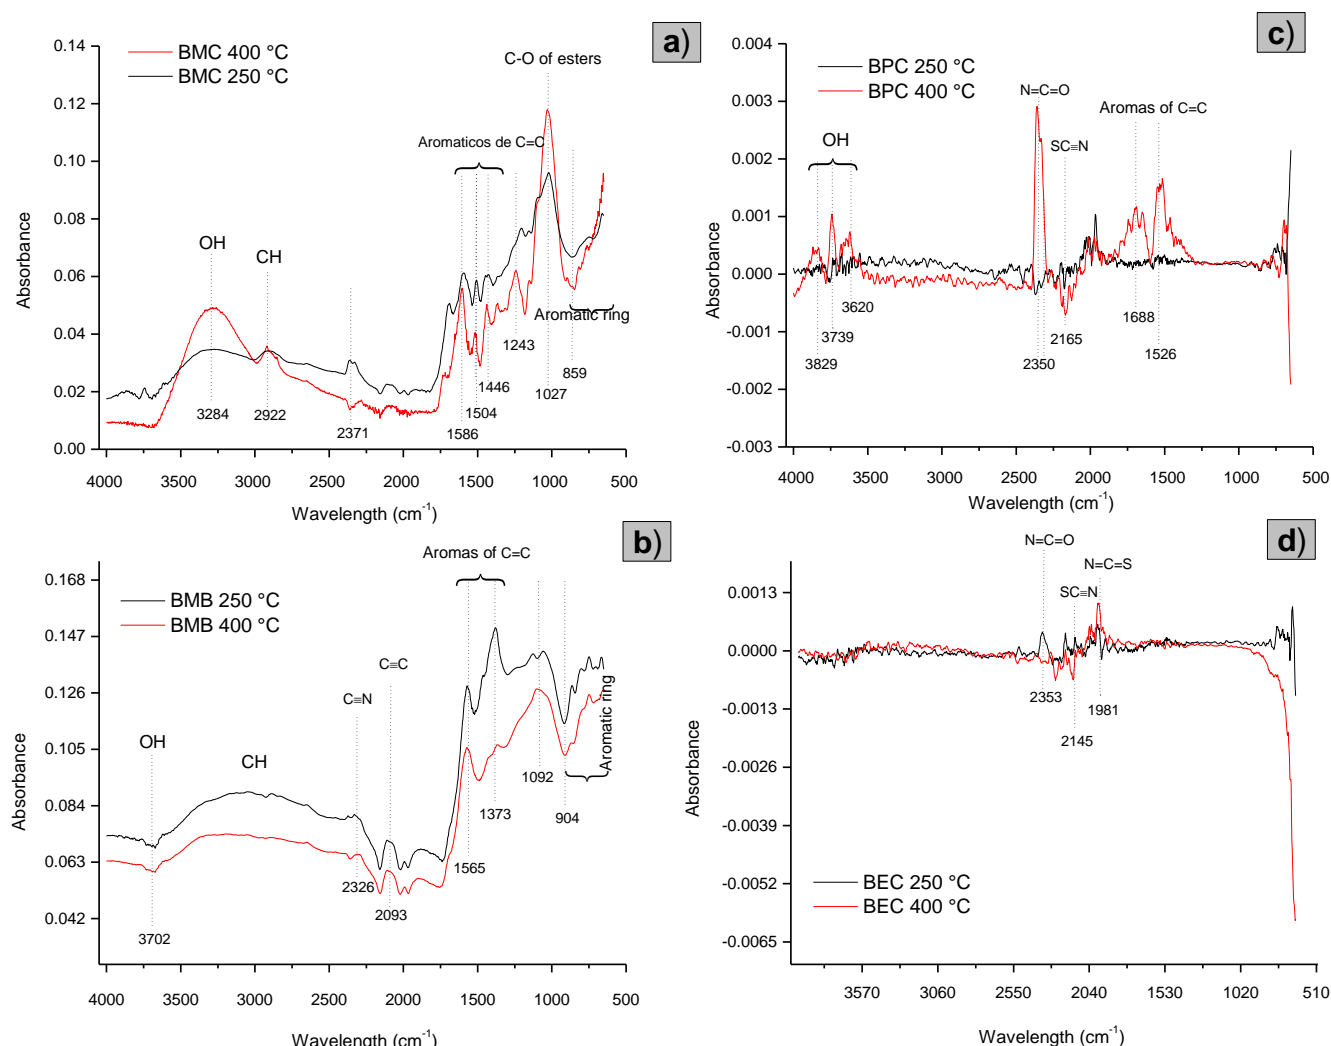 a)
BMC 400 °C
BMC 250 °C
C-O of esters
Aromaticos de C=C
OH
CH
Aromatic ring
3284
2922
2371
1586
1504
1446
1243
1027
859
0.14
0.12
0.10
0.08
0.06
0.04
0.02
0.00
Absorbance
4000 3500 3000 2500 2000 1500 1000 500
Wavelength (cm-1)
c)
BPC 250 °C
BPC 400 °C
N=C=O
Aromas of C=C
SC≡N
OH
3829
3739
3620
2350
2165
1688
1526
0.004
0.003
0.002
0.001
0.000
-0.001
-0.002
-0.003
Absorbance
4000 3500 3000 2500 2000 1500 1000 500
Wavelength (cm-1)
b)
BMB 250 °C
BMB 400 °C
Aromas of C=C
C≡C
C≡N
OH
CH
Aromatic ring
3702
2326
2093
1565
1373
1092
904
0.168
0.147
0.126
0.105
0.084
0.063
0.042
Absorbance
4000 3500 3000 2500 2000 1500 1000 500
Wavelength (cm-1)
d)
N=C=O
N=C=S
SC≡N
2353
2145
1981
BEC 250 °C
BEC 400 °C
0.0013
0.0000
-0.0013
-0.0026
-0.0039
-0.0052
-0.0065
Absorbance
3570 3060 2550 2040 1530 1020 510
Wavelength (cm-1)